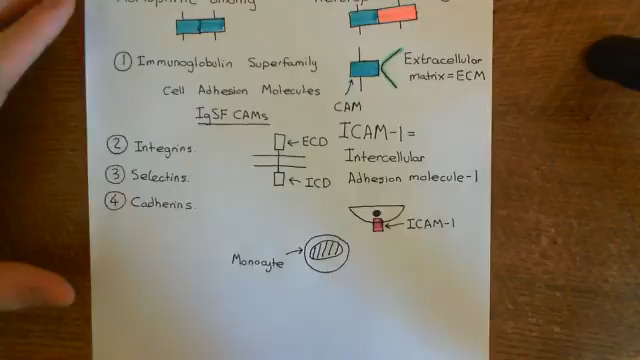 ① Immunoglobulin Superfamily
Cell Adhesion Molecules
IgSF CAMs
② Integrins
③ Selectins.
④ Cadherins.
Extracellular
matrix = ECM
CAM
ECD
ICD
ICAM-1 =
Intercellular
Adhesion molecule-1
ICAM-1
Monocyte